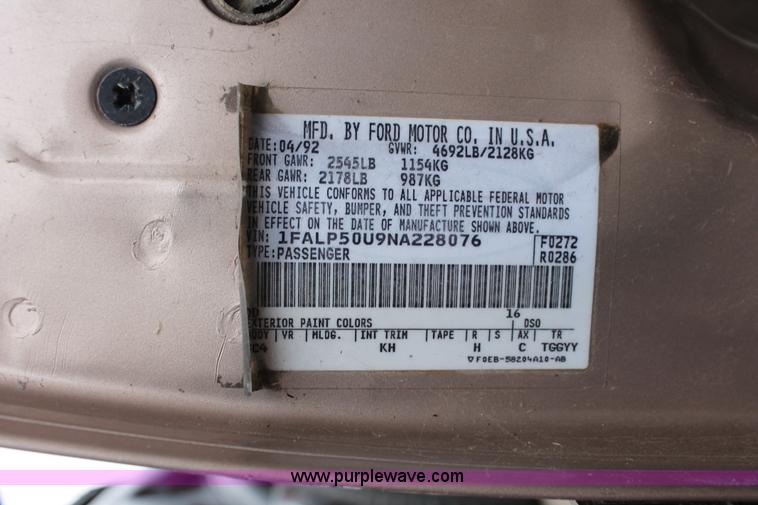 MFD. BY FORD MOTOR CO. IN U.S.A.
DATE: 04/92 GVWR: 4692LB/2128KG
FRONT GAWR: 2545LB 1154KG
REAR GAWR: 2178LB 987KG
THIS VEHICLE CONFORMS TO ALL APPLICABLE FEDERAL MOTOR
VEHICLE SAFETY, BUMPER, AND THEFT PREVENTION STANDARDS
IN EFFECT ON THE DATE OF MANUFACTURE SHOWN ABOVE.
VIN: 1FALP50U9NA228076 F0272
TYPE: PASSENGER R0286
16
EXTERIOR PAINT COLORS DSO
BODY VR MLDG. INT TRIM TAPE R S AX TR
KH H C TGGYY
▽ F0EB-58204A10-AB
www.purplewave.com